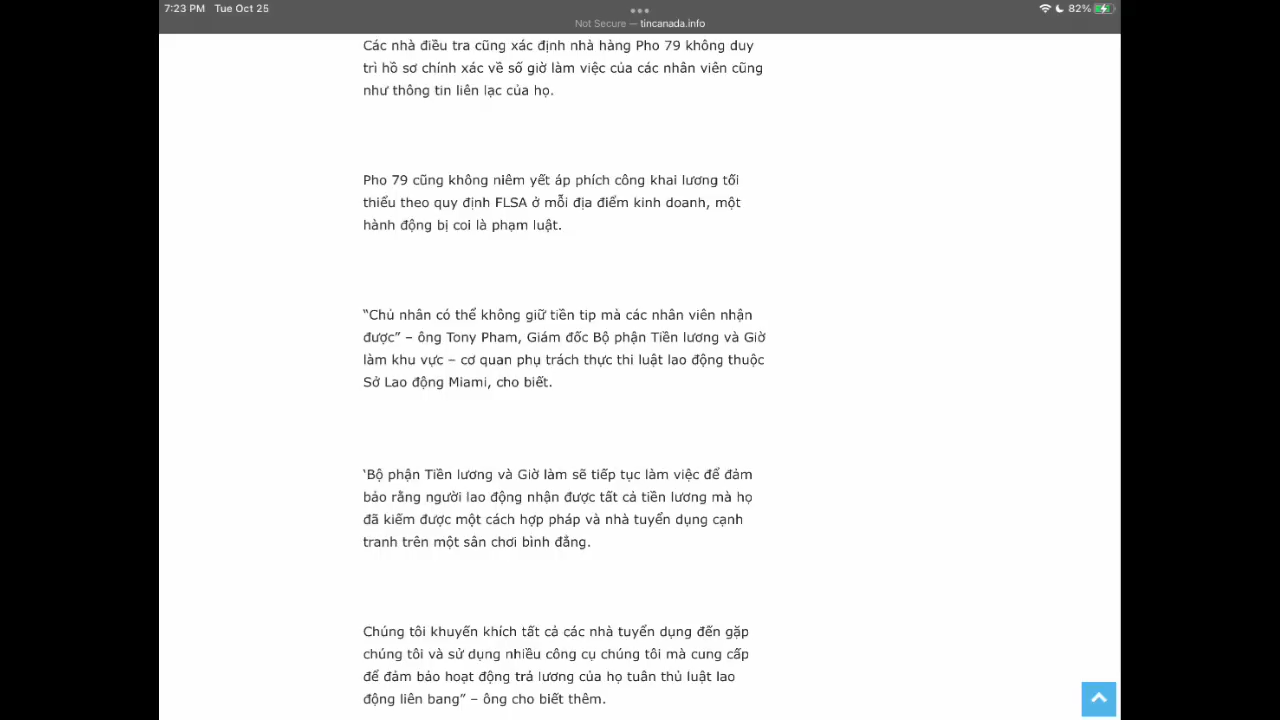 7:23 PM Tue Oct 25
82%
Not Secure — tincanada.info
Các nhà điều tra cũng xác định nhà hàng Pho 79 không duy
trì hồ sơ chính xác về số giờ làm việc của các nhân viên cũng
như thông tin liên lạc của họ.
Pho 79 cũng không niêm yết áp phích công khai lương tối
thiểu theo quy định FLSA ở mỗi địa điểm kinh doanh, một
hành động bị coi là phạm luật.
“Chủ nhân có thể không giữ tiền tip mà các nhân viên nhận
được” – ông Tony Pham, Giám đốc Bộ phận Tiền lương và Giờ
làm khu vực – cơ quan phụ trách thực thi luật lao động thuộc
Sở Lao động Miami, cho biết.
‘Bộ phận Tiền lương và Giờ làm sẽ tiếp tục làm việc để đảm
bảo rằng người lao động nhận được tất cả tiền lương mà họ
đã kiếm được một cách hợp pháp và nhà tuyển dụng cạnh
tranh trên một sân chơi bình đẳng.
Chúng tôi khuyến khích tất cả các nhà tuyển dụng đến gặp
chúng tôi và sử dụng nhiều công cụ chúng tôi mà cung cấp
để đảm bảo hoạt động trả lương của họ tuân thủ luật lao
động liên bang” – ông cho biết thêm.